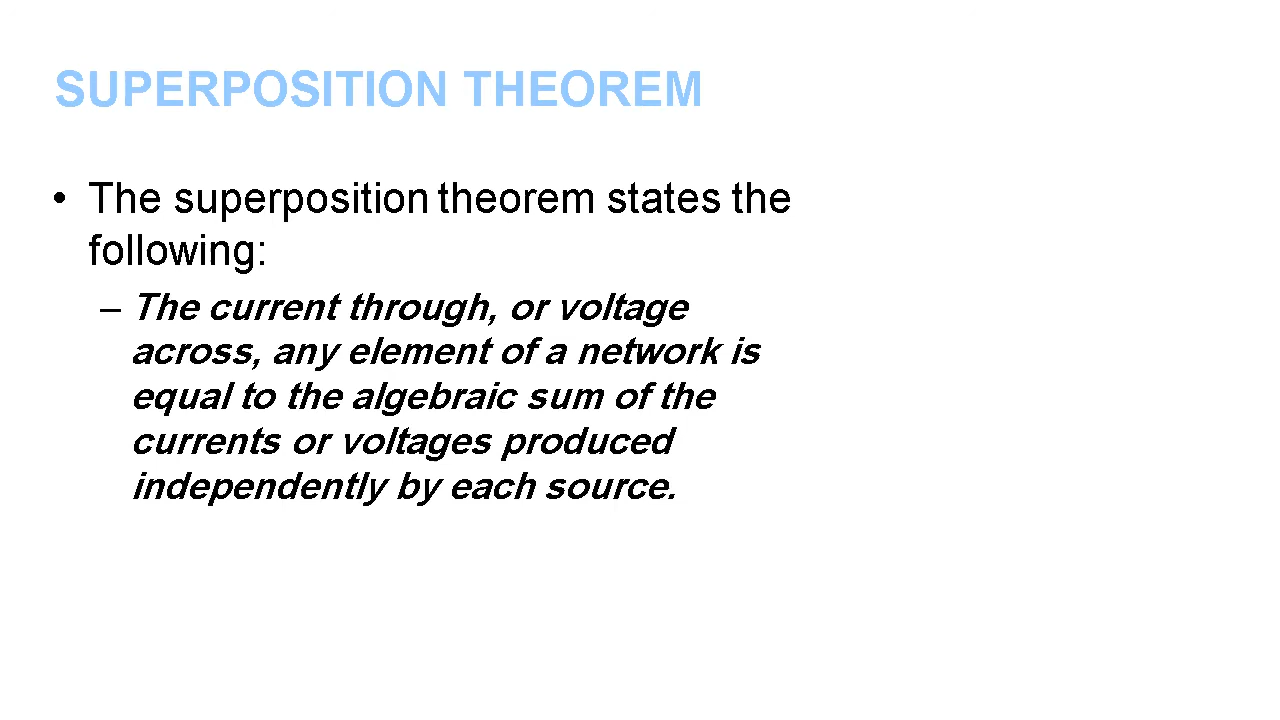 SUPERPOSITION THEOREM
• The superposition theorem states the
following:
– The current through, or voltage
across, any element of a network is
equal to the algebraic sum of the
currents or voltages produced
independently by each source.